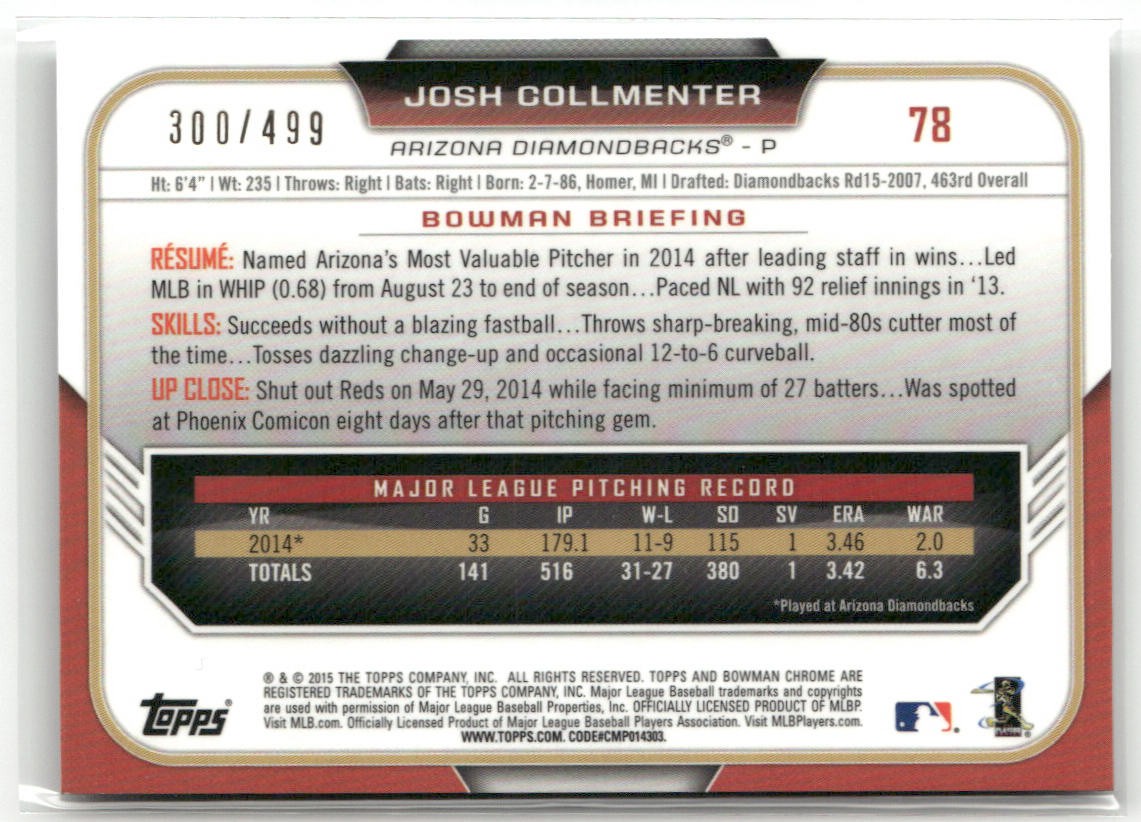 JOSH COLLMENTER
300/499
78
ARIZONA DIAMONDBACKS® - P
Ht: 6'4" | Wt: 235 | Throws: Right | Bats: Right | Born: 2-7-86, Homer, MI | Drafted: Diamondbacks Rd15-2007, 463rd Overall
BOWMAN BRIEFING
RÉSUMÉ: Named Arizona's Most Valuable Pitcher in 2014 after leading staff in wins...Led
MLB in WHIP (0.68) from August 23 to end of season...Paced NL with 92 relief innings in '13.
SKILLS: Succeeds without a blazing fastball...Throws sharp-breaking, mid-80s cutter most of
the time...Tosses dazzling change-up and occasional 12-to-6 curveball.
UP CLOSE: Shut out Reds on May 29, 2014 while facing minimum of 27 batters...Was spotted
at Phoenix Comicon eight days after that pitching gem.
MAJOR LEAGUE PITCHING RECORD
YR G IP W-L SO SV ERA WAR
2014* 33 179.1 11-9 115 1 3.46 2.0
TOTALS 141 516 31-27 380 1 3.42 6.3
*Played at Arizona Diamondbacks
® & © 2015 THE TOPPS COMPANY, INC. ALL RIGHTS RESERVED. TOPPS AND BOWMAN CHROME ARE
REGISTERED TRADEMARKS OF THE TOPPS COMPANY, INC. Major League Baseball trademarks and copyrights
are used with permission of Major League Baseball Properties, Inc. OFFICIALLY LICENSED PRODUCT OF MLBP.
Visit MLB.com. Officially Licensed Product of Major League Baseball Players Association. Visit MLBPlayers.com.
WWW.TOPPS.COM. CODE#CMP014303.
TOPPS®